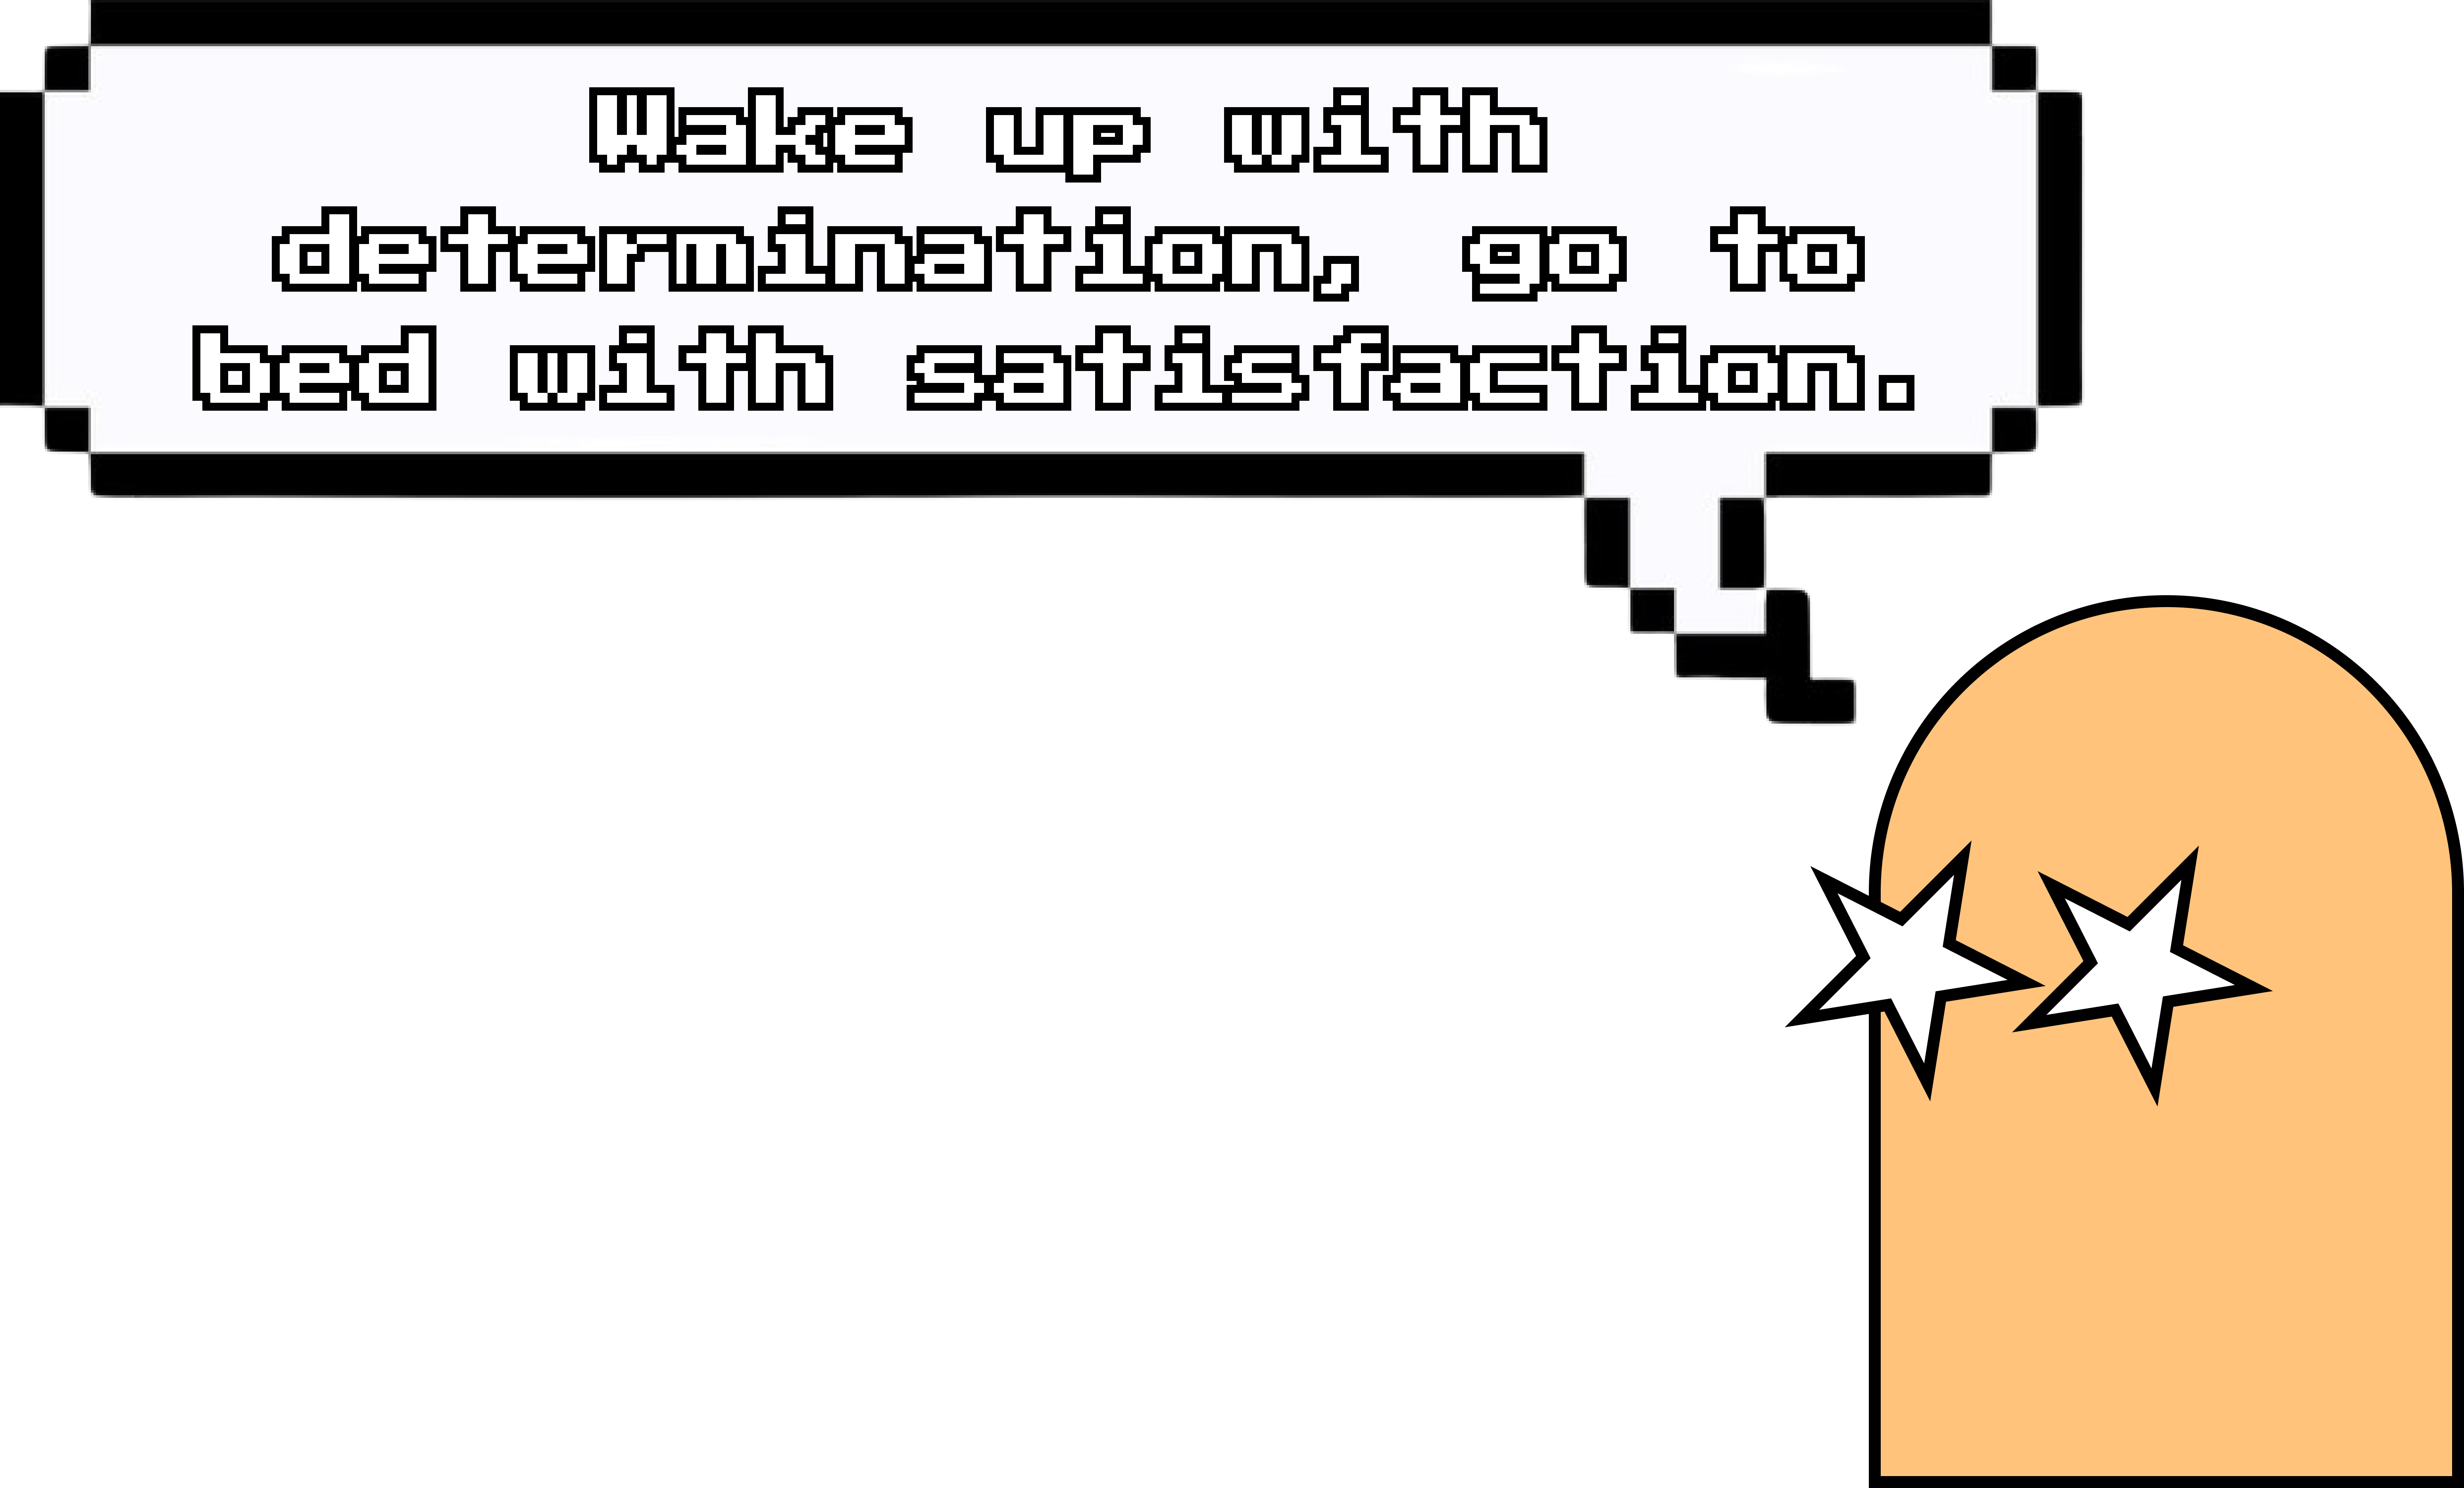 Wake up with
determination, go to
bed with satisfaction.